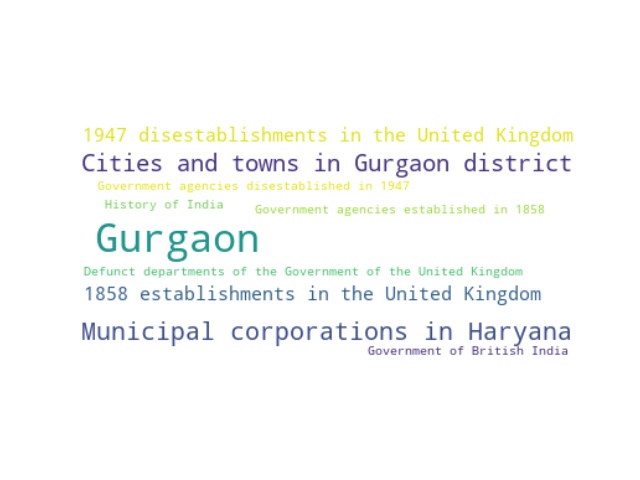 1947 disestablishments in the United Kingdom
Cities and towns in Gurgaon district
Government agencies disestablished in 1947
History of India
Government agencies established in 1858
Gurgaon
Defunct departments of the Government of the United Kingdom
1858 establishments in the United Kingdom
Municipal corporations in Haryana
Government of British India